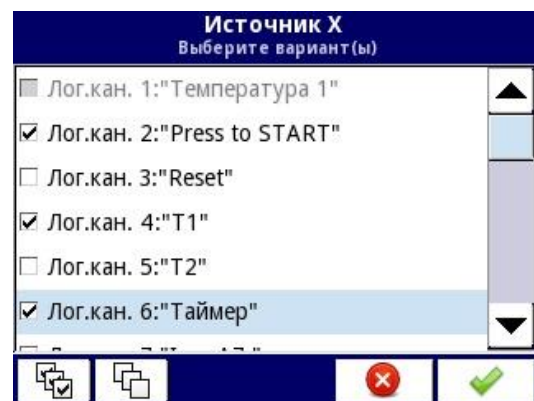 Источник X
Выберите вариант(ы)
Лог.кан. 1:"Температура 1"
Лог.кан. 2:"Press to START"
Лог.кан. 3:"Reset"
Лог.кан. 4:"T1"
Лог.кан. 5:"T2"
Лог.кан. 6:"Таймер"